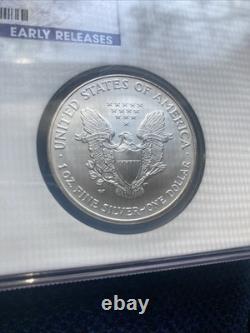 EARLY RELEASES
UNITED STATES OF AMERICA
1 OZ. FINE SILVER~ONE DOLLAR